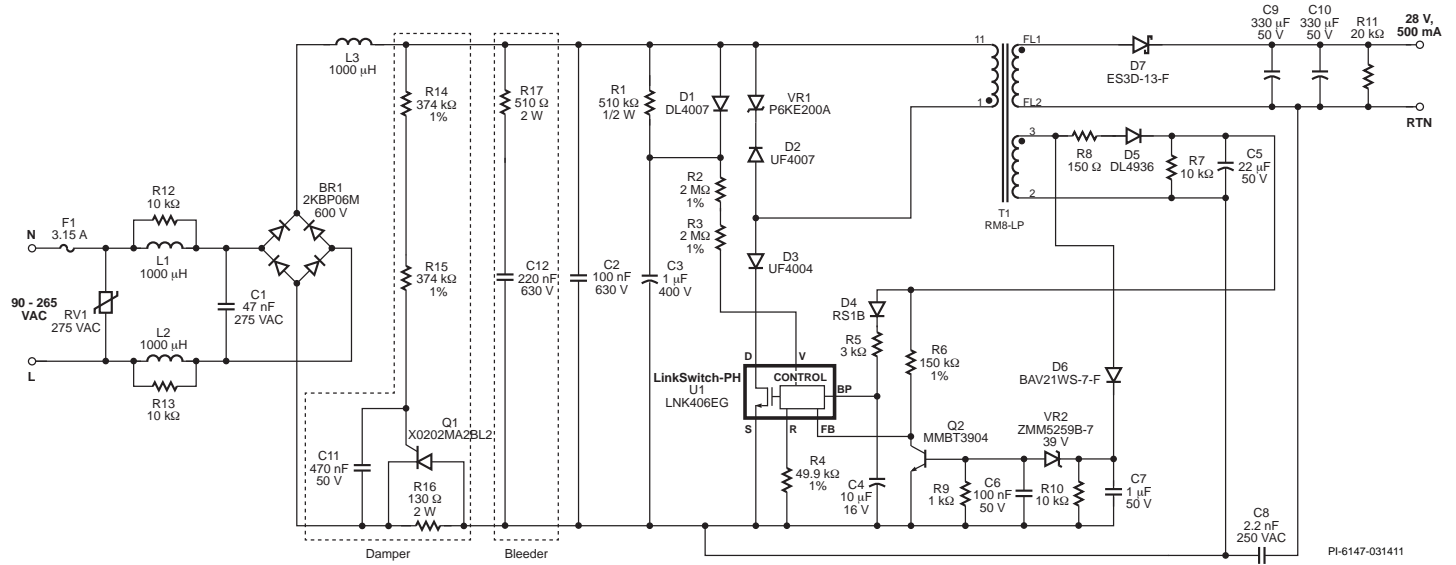 L3
1000 µH
R14
374 kΩ
1%
R15
374 kΩ
1%
R17
510 Ω
2 W
C12
220 nF
630 V
C2
100 nF
630 V
R1
510 kΩ
1/2 W
C3
1 µF
400 V
D1
DL4007
R2
2 MΩ
1%
R3
2 MΩ
1%
VR1
P6KE200A
D2
UF4007
D3
UF4004
11
1
FL1
FL2
3
2
T1
RM8-LP
D7
ES3D-13-F
C9
330 µF
50 V
C10
330 µF
50 V
R11
20 kΩ
28 V,
500 mA
RTN
R8
150 Ω
D5
DL4936
R7
10 kΩ
C5
22 µF
50 V
N
F1
3.15 A
R12
10 kΩ
L1
1000 µH
BR1
2KBP06M
600 V
90 - 265
VAC
RV1
275 VAC
C1
47 nF
275 VAC
L2
1000 µH
L
R13
10 kΩ
C11
470 nF
50 V
Q1
X0202MA2BL2
R16
130 Ω
2 W
Damper
Bleeder
D4
RS1B
R5
3 kΩ
R6
150 kΩ
1%
D6
BAV21WS-7-F
LinkSwitch-PH
U1
LNK406EG
D
V
CONTROL
BP
S
R
FB
R4
49.9 kΩ
1%
C4
10 µF
16 V
Q2
MMBT3904
VR2
ZMM5259B-7
39 V
R9
1 kΩ
C6
100 nF
50 V
R10
10 kΩ
C7
1 µF
50 V
C8
2.2 nF
250 VAC
PI-6147-031411